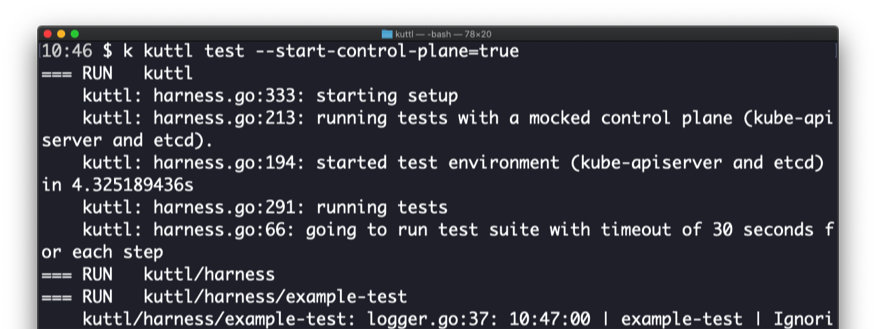 kuttl — -bash — 78×20
10:46 $ k kuttl test --start-control-plane=true
=== RUN   kuttl
    kuttl: harness.go:333: starting setup
    kuttl: harness.go:213: running tests with a mocked control plane (kube-api
server and etcd).
    kuttl: harness.go:194: started test environment (kube-apiserver and etcd)
in 4.325189436s
    kuttl: harness.go:291: running tests
    kuttl: harness.go:66: going to run test suite with timeout of 30 seconds f
or each step
=== RUN   kuttl/harness
=== RUN   kuttl/harness/example-test
    kuttl/harness/example-test: logger.go:37: 10:47:00 | example-test | Ignori